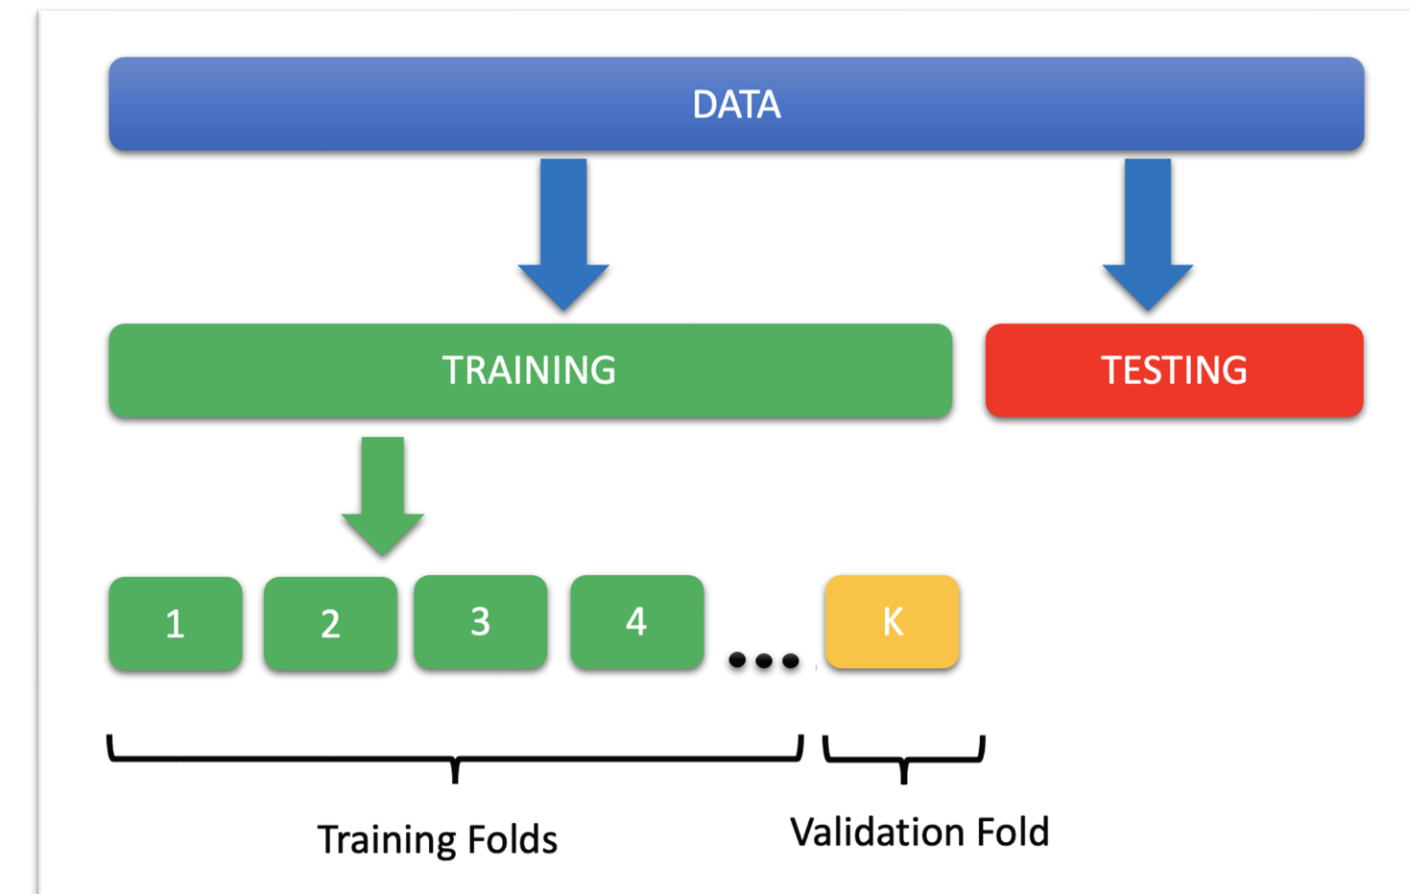 DATA
TRAINING
TESTING
1 2 3 4 ... K
Training Folds
Validation Fold